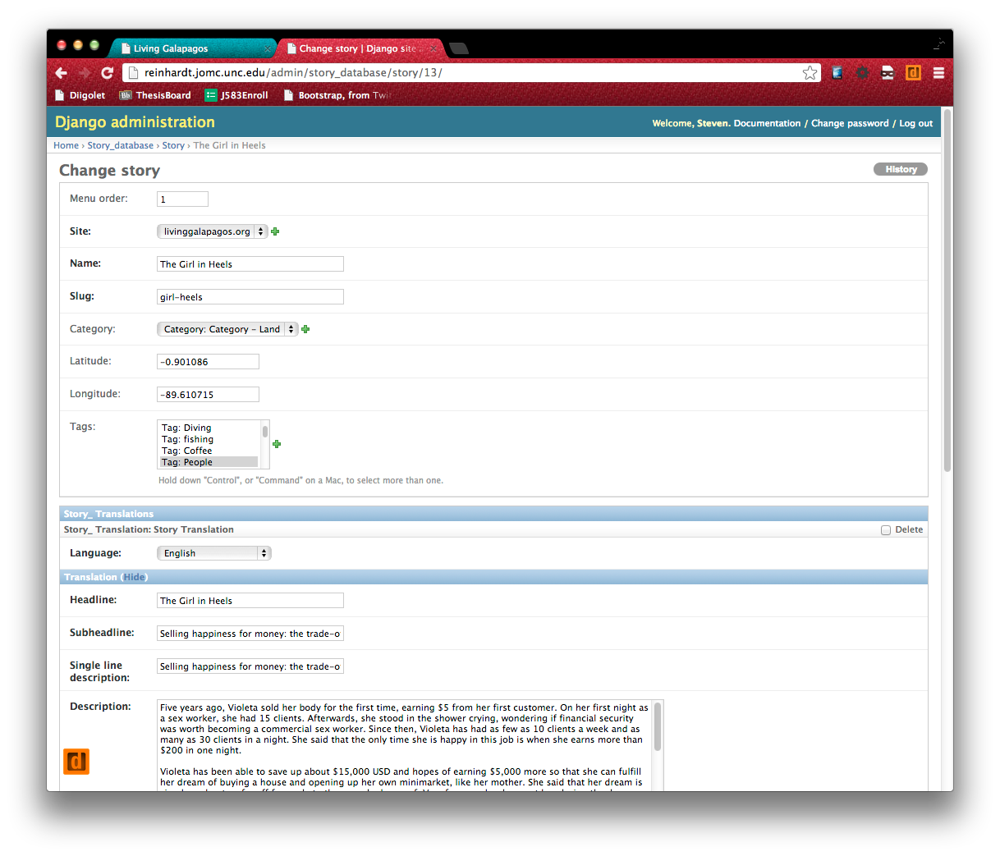 Living Galapagos
Change story | Django site
reinhardt.jomc.unc.edu/admin/story_database/story/13/
Diigolet
Bb ThesisBoard
J583Enroll
Bootstrap, from Twi
Django administration
Welcome, Steven. Documentation / Change password / Log out
Home › Story_database › Story › The Girl in Heels
Change story
History
Menu order: 1
Site: livinggalapagos.org
Name: The Girl in Heels
Slug: girl-heels
Category: Category: Category - Land
Latitude: -0.901086
Longitude: -89.610715
Tags:
Tag: Diving
Tag: fishing
Tag: Coffee
Tag: People
Hold down "Control", or "Command" on a Mac, to select more than one.
Story_ Translations
Story_ Translation: Story Translation
Delete
Language: English
Translation (Hide)
Headline: The Girl in Heels
Subheadline: Selling happiness for money: the trade-o
Single line
description:
Selling happiness for money: the trade-o
Description:
Five years ago, Violeta sold her body for the first time, earning $5 from her first customer. On her first night as
a sex worker, she had 15 clients. Afterwards, she stood in the shower crying, wondering if financial security
was worth becoming a commercial sex worker. Since then, Violeta has had as few as 10 clients a week and as
many as 30 clients in a night. She said that the only time she is happy in this job is when she earns more than
$200 in one night.
Violeta has been able to save up about $15,000 USD and hopes of earning $5,000 more so that she can fulfill
her dream of buying a house and opening up her own minimarket, like her mother. She said that her dream is
d